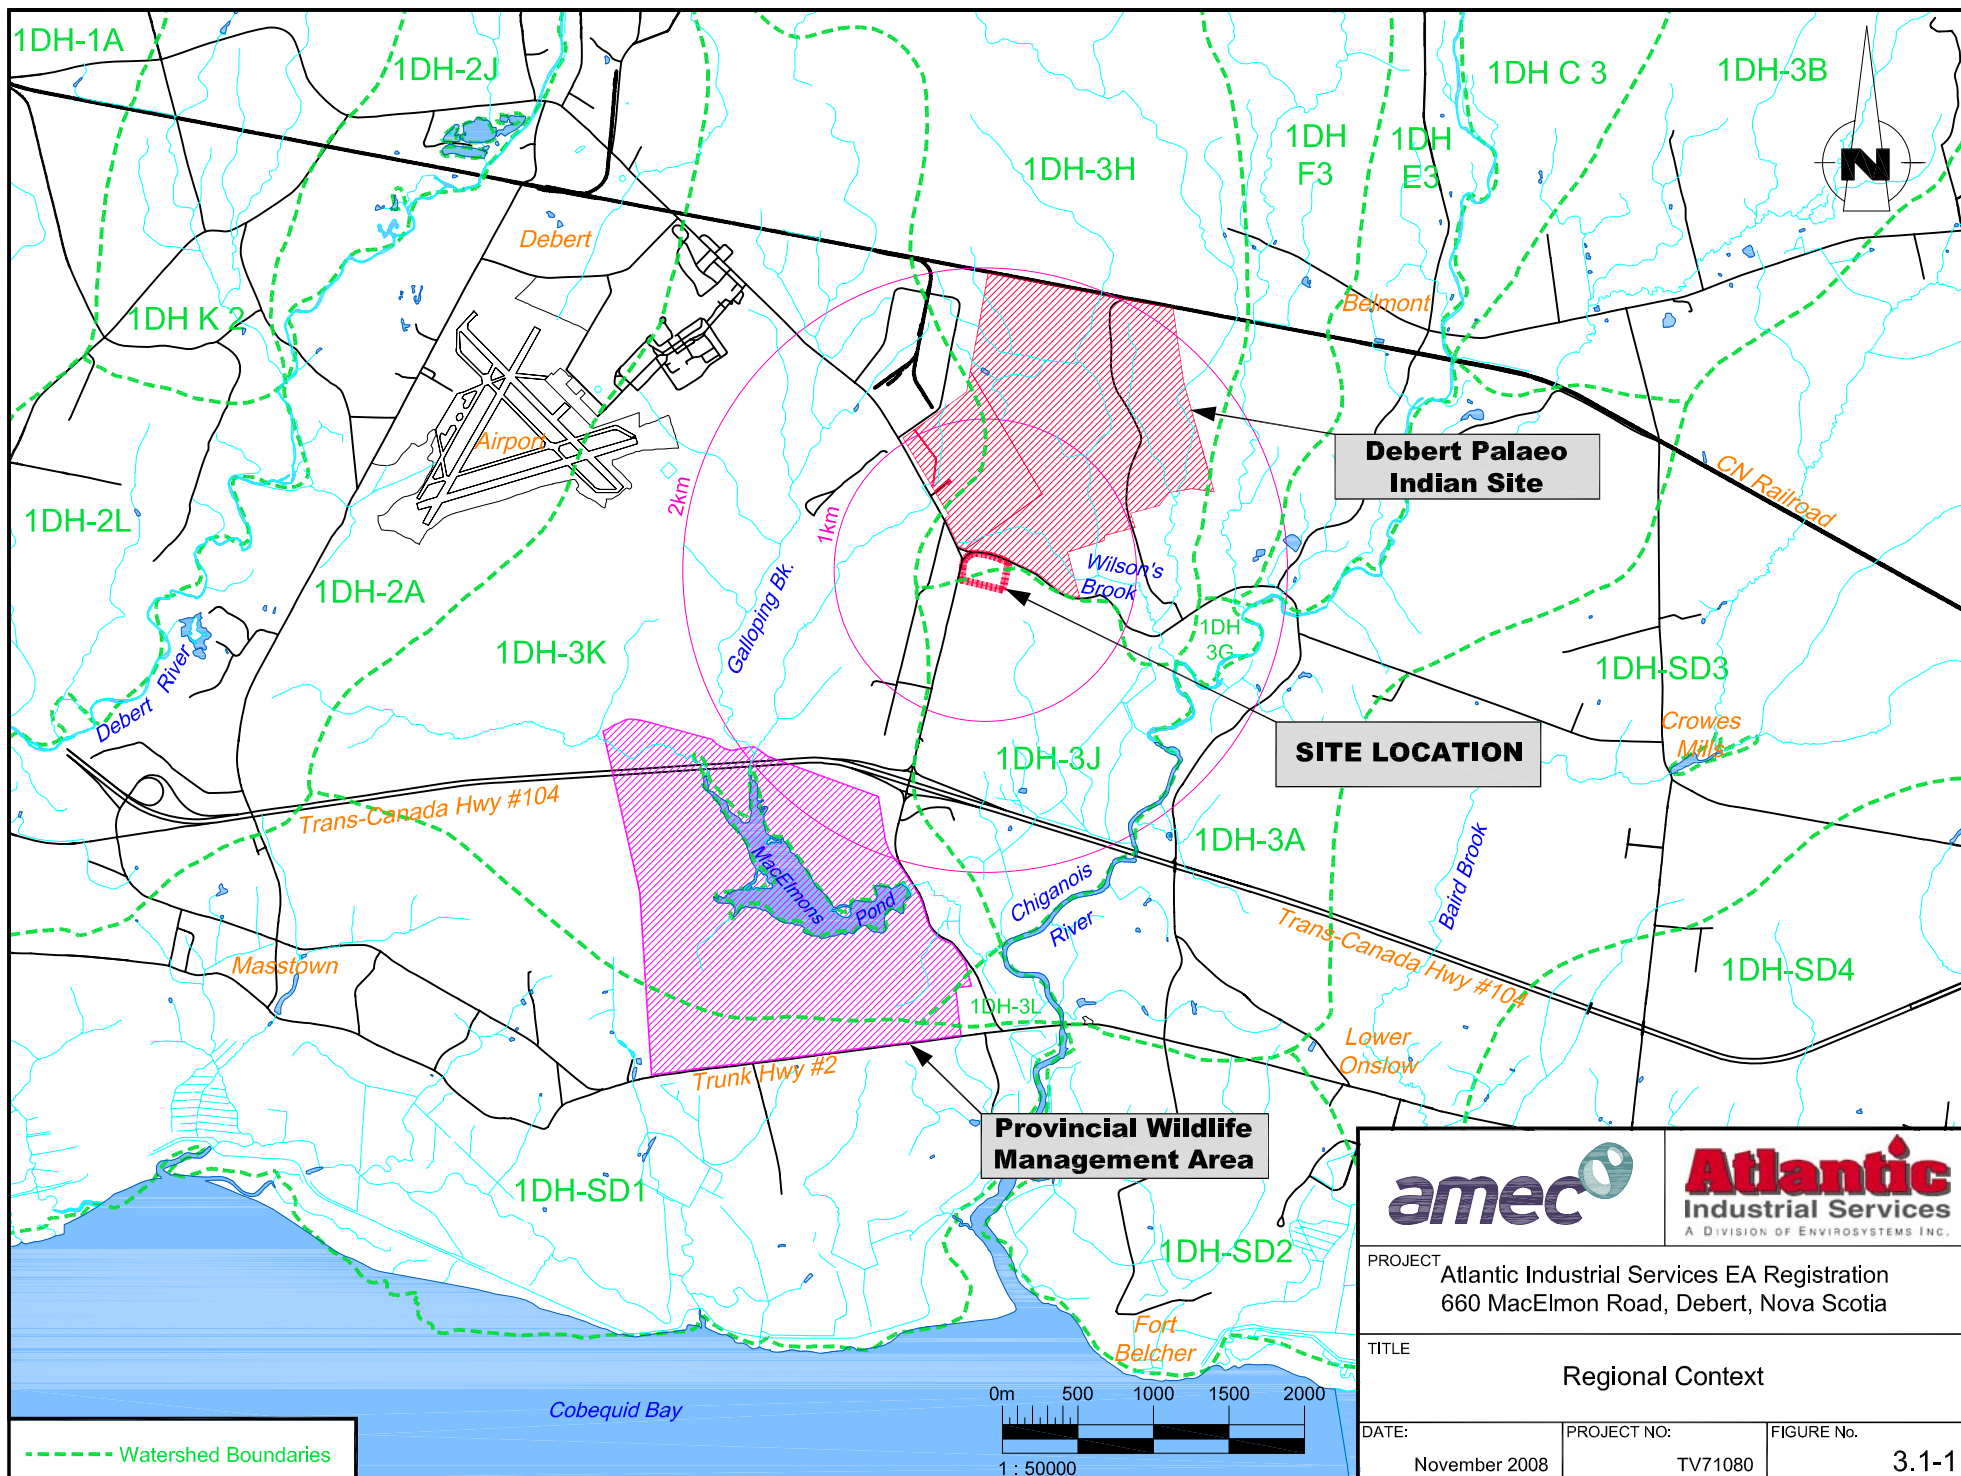 1DH-1A
1DH-2J
1DH C 3
1DH-3B
1DH
F3
1DH
E3
1DH-3H
N
Debert
1DH K 2
Belmont
Airport
Debert Palaeo
Indian Site
CN Railroad
2km
1km
1DH-2L
Wilson's
Brook
1DH-2A
Galloping Bk.
1DH-3K
1DH
3G
1DH-SD3
Debert River
Crowes
Mills
SITE LOCATION
1DH-3J
Trans-Canada Hwy #104
1DH-3A
MacElmons Pond
Chiganois
River
Baird Brook
Trans-Canada Hwy #104
Masstown
1DH-SD4
1DH-3L
Lower
Onslow
Trunk Hwy #2
Provincial Wildlife
Management Area
1DH-SD1
1DH-SD2
Fort
Belcher
Cobequid Bay
0m 500 1000 1500 2000
1 : 50000
Watershed Boundaries
amec
Atlantic
Industrial Services
A DIVISION OF ENVIROSYSTEMS INC.
PROJECT
Atlantic Industrial Services EA Registration
660 MacElmon Road, Debert, Nova Scotia
TITLE
Regional Context
DATE:
November 2008
PROJECT NO:
TV71080
FIGURE No.
3.1-1